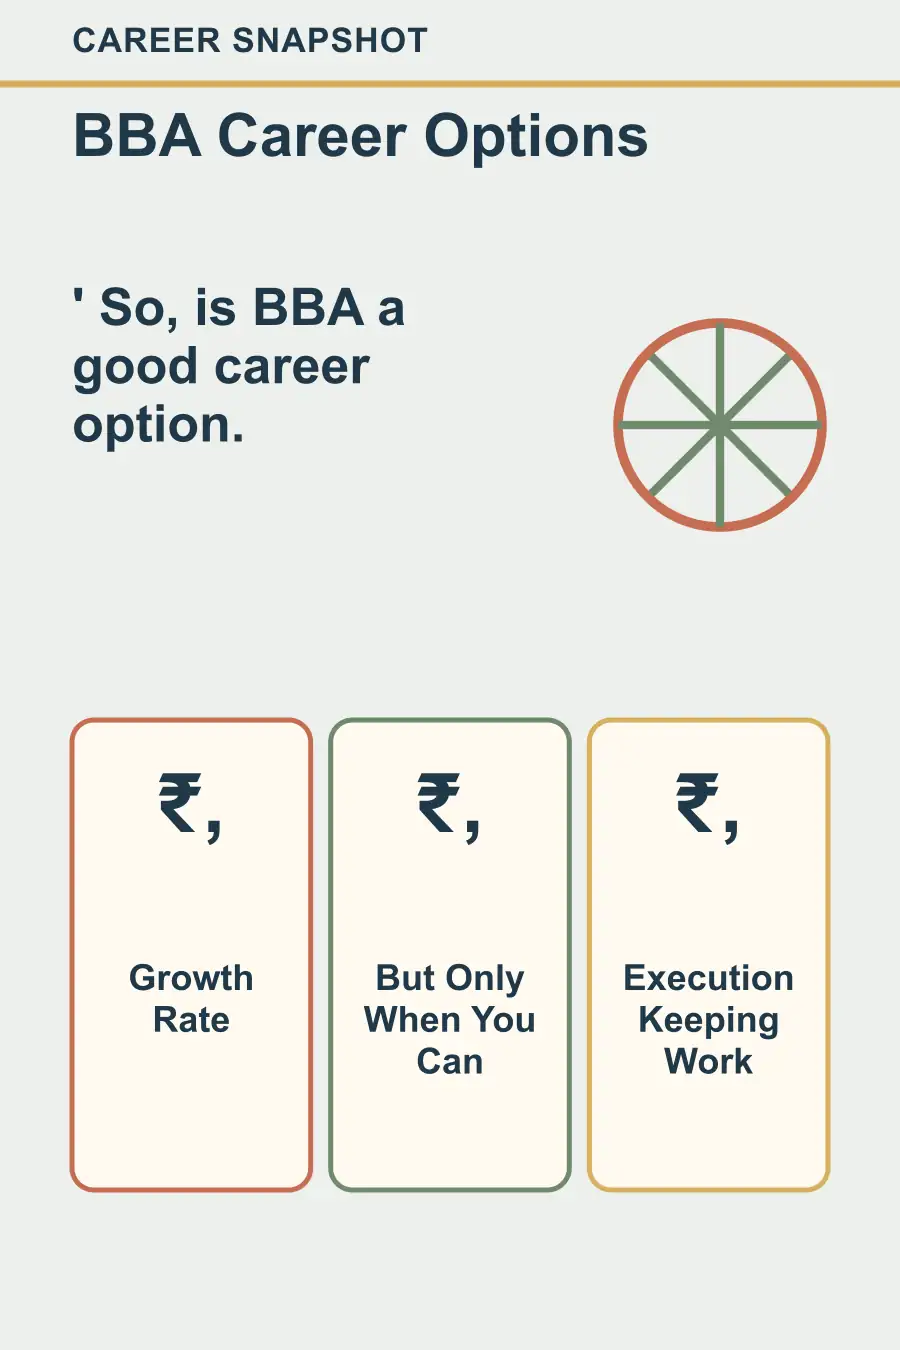 CAREER SNAPSHOT
BBA Career Options
' So, is BBA a
good career
option.
₹,
Growth
Rate
₹,
But Only
When You
Can
₹,
Execution
Keeping
Work